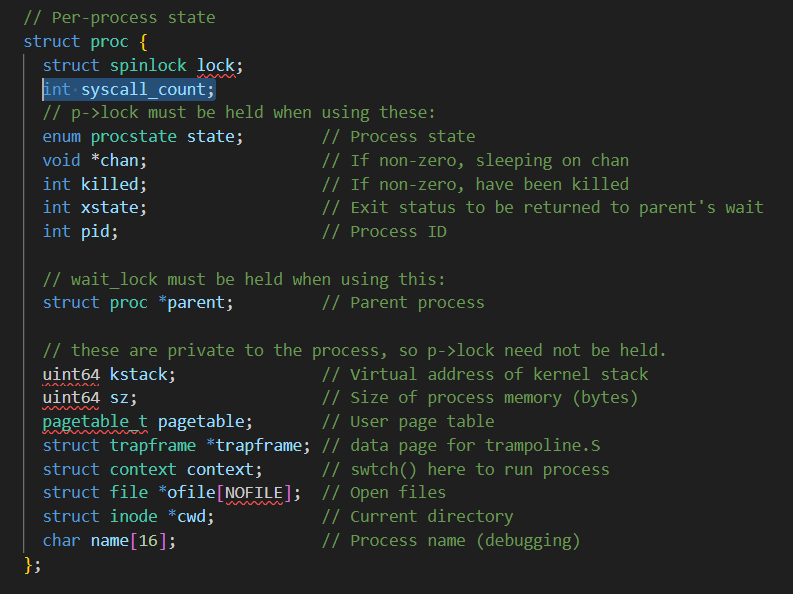 // Per-process state
struct proc {
  struct spinlock lock;
  int syscall_count;
  // p->lock must be held when using these:
  enum procstate state;        // Process state
  void *chan;                  // If non-zero, sleeping on chan
  int killed;                  // If non-zero, have been killed
  int xstate;                  // Exit status to be returned to parent's wait
  int pid;                     // Process ID

  // wait_lock must be held when using this:
  struct proc *parent;         // Parent process

  // these are private to the process, so p->lock need not be held.
  uint64 kstack;               // Virtual address of kernel stack
  uint64 sz;                   // Size of process memory (bytes)
  pagetable_t pagetable;       // User page table
  struct trapframe *trapframe; // data page for trampoline.S
  struct context context;      // swtch() here to run process
  struct file *ofile[NOFILE];  // Open files
  struct inode *cwd;           // Current directory
  char name[16];               // Process name (debugging)
};